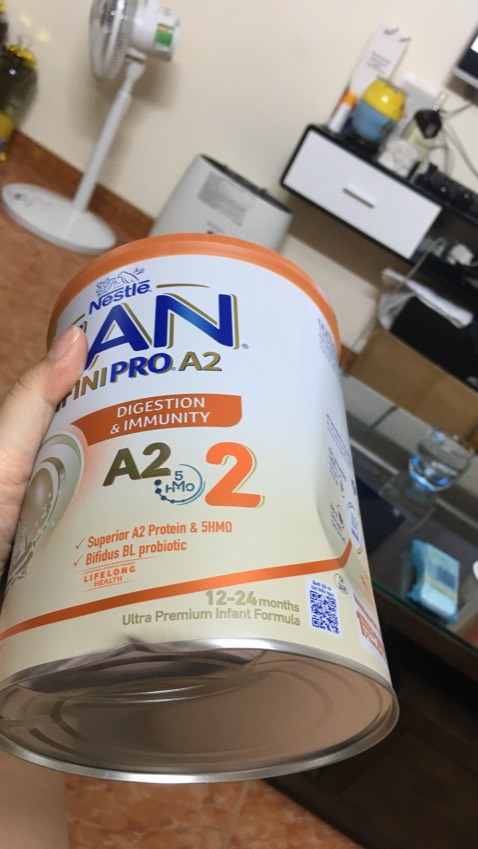 Nestlé
AN
PRO A2
DIGESTION
& IMMUNITY
A2
5
HMO
2
Superior A2 Protein & 5HMO
Bifidus BL probiotic
LIFELONG
HEALTH
12-24 months
Ultra Premium Infant Formula